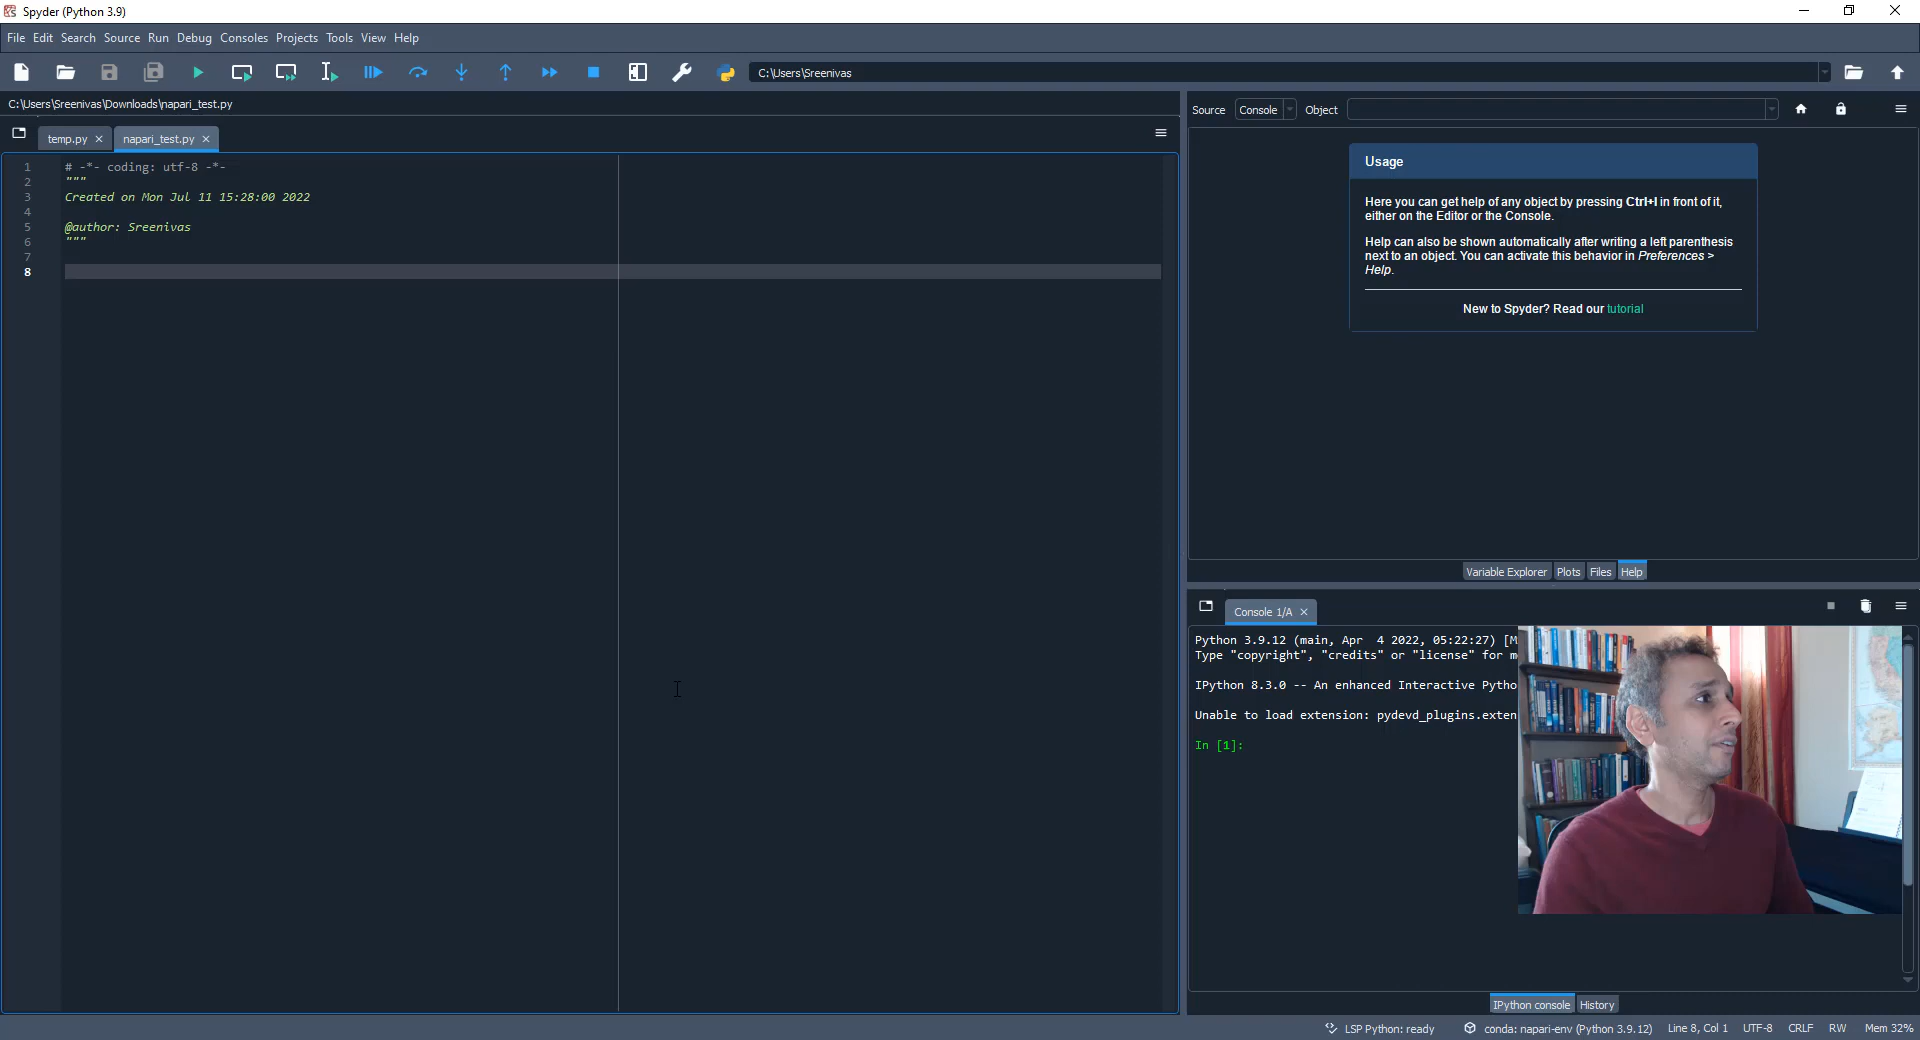 Spyder (Python 3.9)
File Edit Search Source Run Debug Consoles Projects Tools View Help
C:\Users\Sreenivas
C:\Users\Sreenivas\Downloads\napari_test.py
temp.py
napari_test.py
1 # -*- coding: utf-8 -*-
2 """
3 Created on Mon Jul 11 15:28:00 2022
4
5 @author: Sreenivas
6 """
7
8
Source Console Object
Usage
Here you can get help of any object by pressing Ctrl+I in front of it,
either on the Editor or the Console.
Help can also be shown automatically after writing a left parenthesis
next to an object. You can activate this behavior in Preferences >
Help.
New to Spyder? Read our tutorial
Variable Explorer Plots Files Help
Console 1/A
Python 3.9.12 (main, Apr  4 2022, 05:22:27) [M
Type "copyright", "credits" or "license" for m
IPython 8.3.0 -- An enhanced Interactive Pytho
Unable to load extension: pydevd_plugins.exten
In [1]:
IPython console History
LSP Python: ready conda: napari-env (Python 3.9.12) Line 8, Col 1 UTF-8 CRLF RW Mem 32%